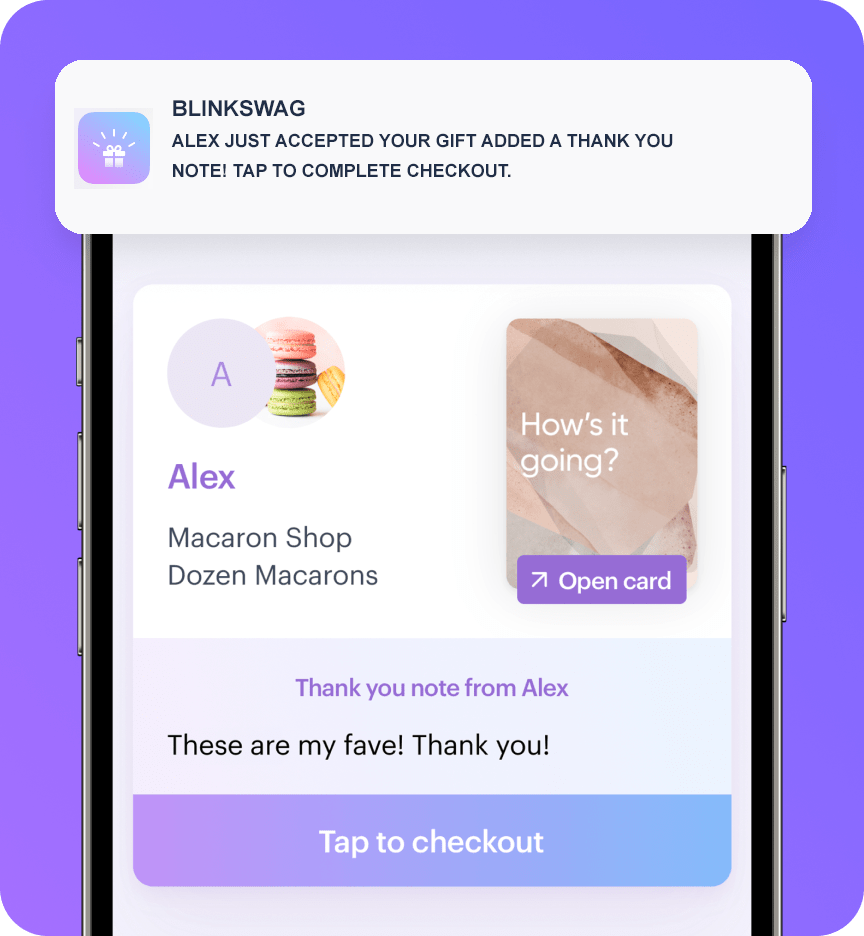 BLINKSWAG
ALEX JUST ACCEPTED YOUR GIFT ADDED A THANK YOU
NOTE! TAP TO COMPLETE CHECKOUT.
A
Alex
Macaron Shop
Dozen Macarons
How's it
going?
Open card
Thank you note from Alex
These are my fave! Thank you!
Tap to checkout